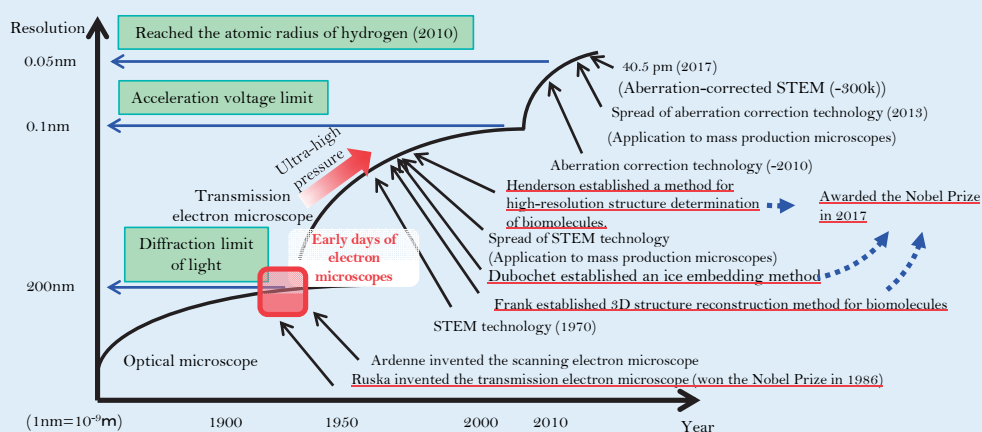 Resolution
Reached the atomic radius of hydrogen (2010)
0.05nm
40.5 pm (2017)
(Aberration-corrected STEM (-300k))
Acceleration voltage limit
Spread of aberration correction technology (2013)
(Application to mass production microscopes)
0.1nm
Aberration correction technology (-2010)
Ultra-high
pressure
Transmission
electron microscope
Henderson established a method for
high-resolution structure determination
of biomolecules,
Awarded the Nobel Prize
in 2017
Spread of STEM technology
(Application to mass production microscopes)
Diffraction limit
of light
Early days of
electron
microscopes
Dubochet established an ice embedding method
200nm
Frank established 3D structure reconstruction method for biomolecules
STEM technology (1970)
Optical microscope
Ardenne invented the scanning electron microscope
Ruska invented the transmission electron microscope (won the Nobel Prize in 1986)
(1nm=10⁻⁹m)
1900
1950
2000
2010
Year